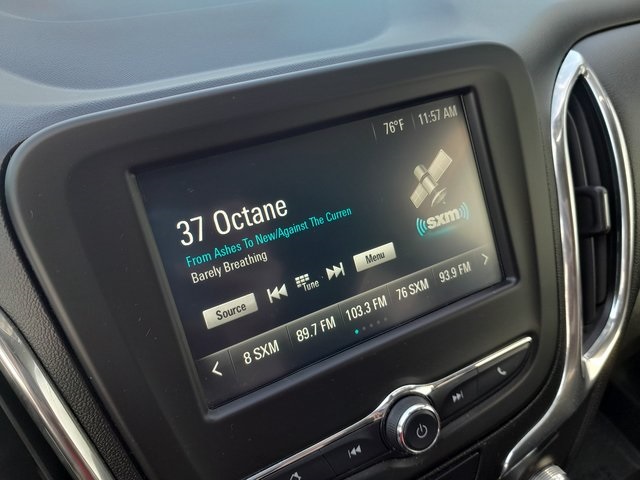 76°F 11:57 AM
37 Octane
From Ashes To New/Against The Curren
Barely Breathing
sxm
Source Tune Menu
8 SXM 89.7 FM 103.3 FM 76 SXM 93.9 FM